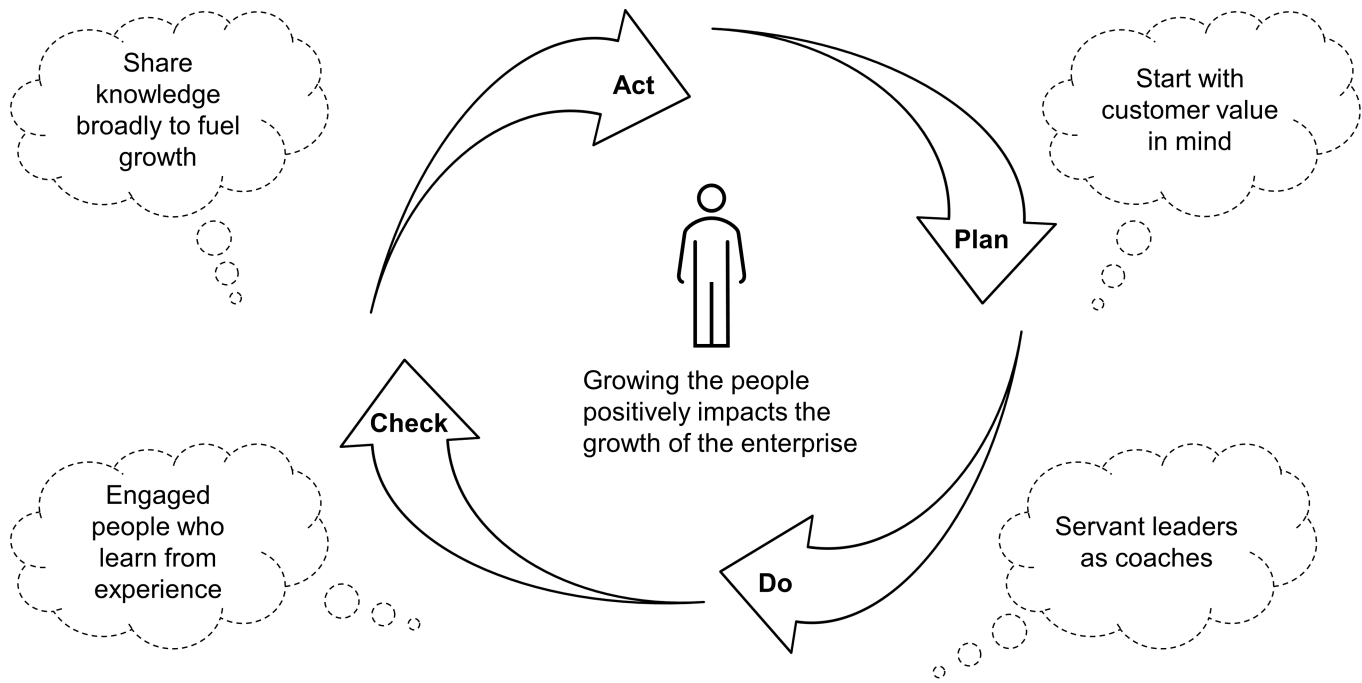 Share
knowledge
broadly to fuel
growth
Act
Start with
customer value
in mind
Plan
Growing the people
positively impacts the
growth of the enterprise
Check
Engaged
people who
learn from
experience
Do
Servant leaders
as coaches